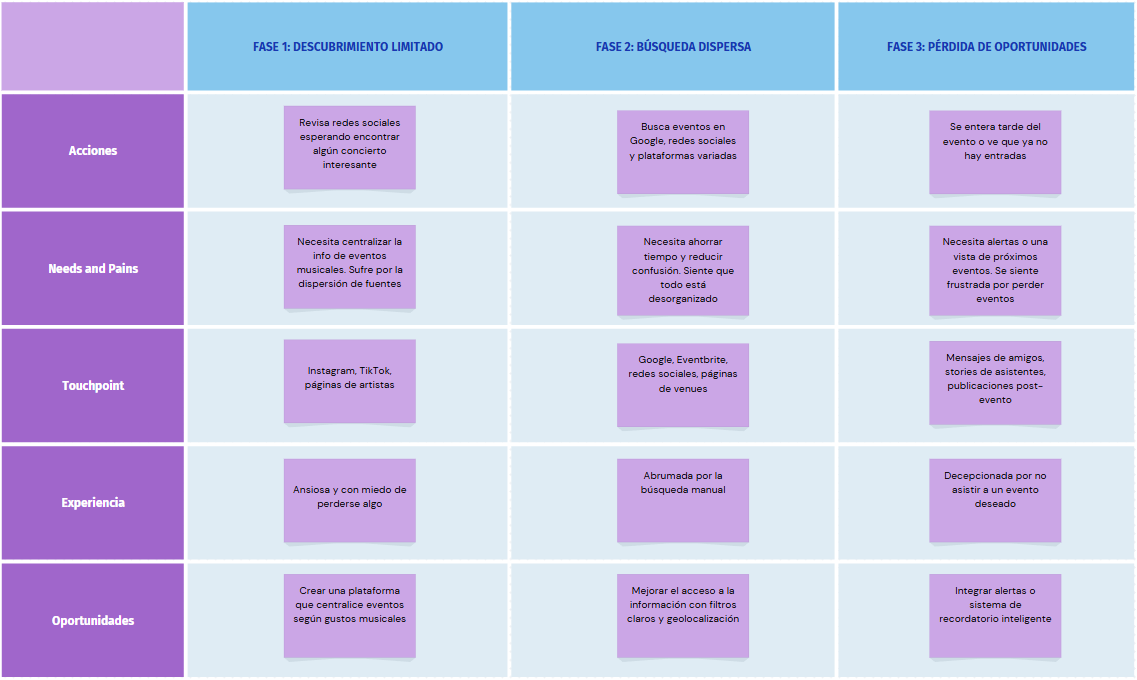 FASE 1: DESCUBRIMIENTO LIMITADO
FASE 2: BÚSQUEDA DISPERSA
FASE 3: PÉRDIDA DE OPORTUNIDADES
Acciones
Revisa redes sociales
esperando encontrar
algún concierto
interesante
Busca eventos en
Google, redes sociales
y plataformas variadas
Se entera tarde del
evento o ve que ya no
hay entradas
Needs and Pains
Necesita centralizar la
info de eventos
musicales. Sufre por la
dispersión de fuentes
Necesita ahorrar
tiempo y reducir
confusión. Siente que
todo está
desorganizado
Necesita alertas o una
vista de próximos
eventos. Se siente
frustrada por perder
eventos
Touchpoint
Instagram, TikTok,
páginas de artistas
Google, Eventbrite,
redes sociales, páginas
de venues
Mensajes de amigos,
stories de asistentes,
publicaciones post-
evento
Experiencia
Ansiosa y con miedo de
perderse algo
Abrumada por la
búsqueda manual
Decepcionada por no
asistir a un evento
deseado
Oportunidades
Crear una plataforma
que centralice eventos
según gustos musicales
Mejorar el acceso a la
información con filtros
claros y geolocalización
Integrar alertas o
sistema de
recordatorio inteligente